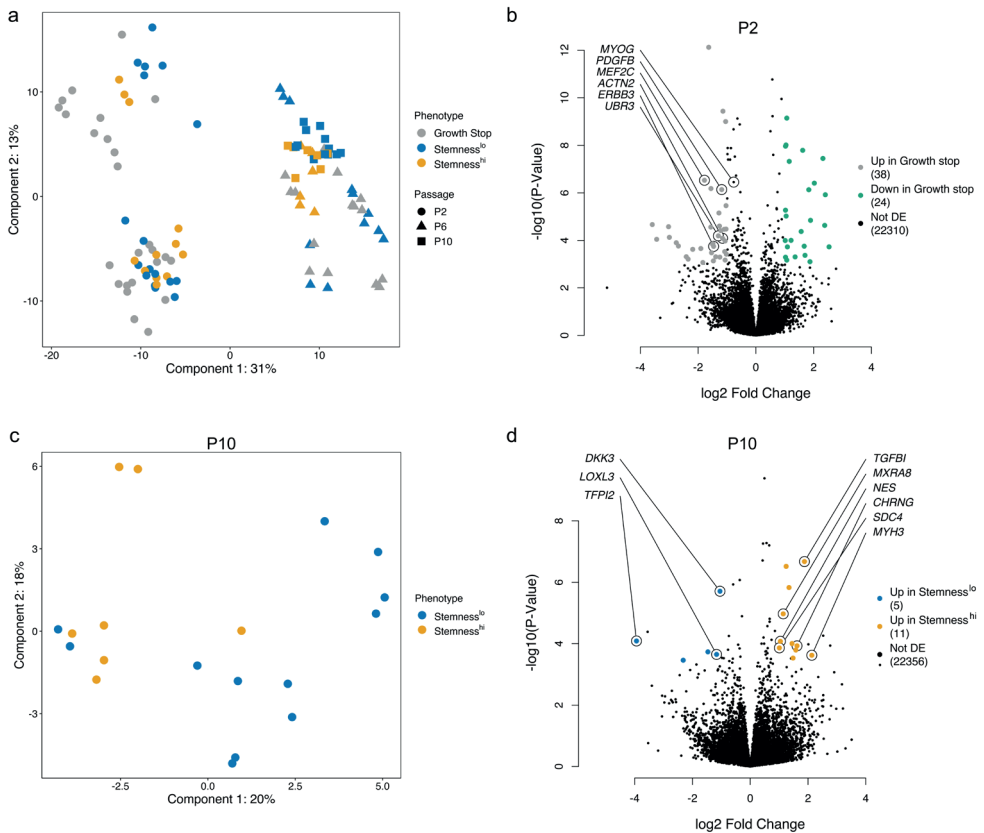 a
10
0
-10
-20
-10
0
10
Component 1: 31%
Component 2: 13%
Phenotype
Growth Stop
Stemness^lo
Stemness^hi
Passage
P2
P6
P10
b
P2
MYOG
PDGFB
MEF2C
ACTN2
ERBB3
UBR3
12
10
8
6
4
2
0
-4
-2
0
2
4
-log10(P-Value)
log2 Fold Change
Up in Growth stop
(38)
Down in Growth stop
(24)
Not DE
(22310)
c
P10
6
3
0
-3
-2.5
0.0
2.5
5.0
Component 1: 20%
Component 2: 18%
Phenotype
Stemness^lo
Stemness^hi
d
P10
DKK3
LOXL3
TFPI2
TGFBI
MXRA8
NES
CHRNG
SDC4
MYH3
8
6
4
2
0
-4
-2
0
2
4
-log10(P-Value)
log2 Fold Change
Up in Stemness^lo
(5)
Up in Stemness^hi
(11)
Not DE
(22356)